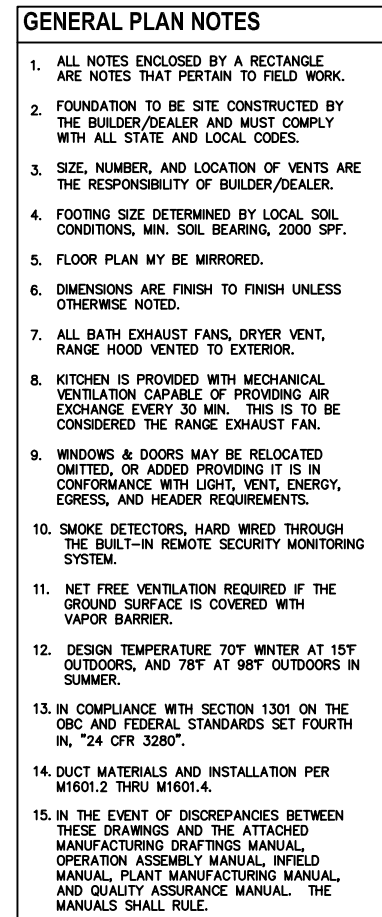 GENERAL PLAN NOTES
1. ALL NOTES ENCLOSED BY A RECTANGLE
ARE NOTES THAT PERTAIN TO FIELD WORK.
2. FOUNDATION TO BE SITE CONSTRUCTED BY
THE BUILDER/DEALER AND MUST COMPLY
WITH ALL STATE AND LOCAL CODES.
3. SIZE, NUMBER, AND LOCATION OF VENTS ARE
THE RESPONSIBILITY OF BUILDER/DEALER.
4. FOOTING SIZE DETERMINED BY LOCAL SOIL
CONDITIONS, MIN. SOIL BEARING, 2000 SPF.
5. FLOOR PLAN MY BE MIRRORED.
6. DIMENSIONS ARE FINISH TO FINISH UNLESS
OTHERWISE NOTED.
7. ALL BATH EXHAUST FANS, DRYER VENT,
RANGE HOOD VENTED TO EXTERIOR.
8. KITCHEN IS PROVIDED WITH MECHANICAL
VENTILATION CAPABLE OF PROVIDING AIR
EXCHANGE EVERY 30 MIN. THIS IS TO BE
CONSIDERED THE RANGE EXHAUST FAN.
9. WINDOWS & DOORS MAY BE RELOCATED
OMITTED, OR ADDED PROVIDING IT IS IN
CONFORMANCE WITH LIGHT, VENT, ENERGY,
EGRESS, AND HEADER REQUIREMENTS.
10. SMOKE DETECTORS, HARD WIRED THROUGH
THE BUILT-IN REMOTE SECURITY MONITORING
SYSTEM.
11. NET FREE VENTILATION REQUIRED IF THE
GROUND SURFACE IS COVERED WITH
VAPOR BARRIER.
12. DESIGN TEMPERATURE 70°F WINTER AT 15°F
OUTDOORS, AND 78°F AT 98°F OUTDOORS IN
SUMMER.
13. IN COMPLIANCE WITH SECTION 1301 ON THE
OBC AND FEDERAL STANDARDS SET FOURTH
IN, "24 CFR 3280".
14. DUCT MATERIALS AND INSTALLATION PER
M1601.2 THRU M1601.4.
15. IN THE EVENT OF DISCREPANCIES BETWEEN
THESE DRAWINGS AND THE ATTACHED
MANUFACTURING DRAFTINGS MANUAL,
OPERATION ASSEMBLY MANUAL, INFIELD
MANUAL, PLANT MANUFACTURING MANUAL,
AND QUALITY ASSURANCE MANUAL. THE
MANUALS SHALL RULE.